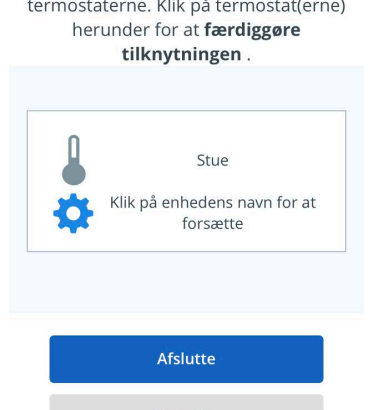 termostaterne. Klik på termostat(erne)
herunder for at færdiggøre
tilknytningen .
Stue
Klik på enhedens navn for at
forsætte
Afslutte